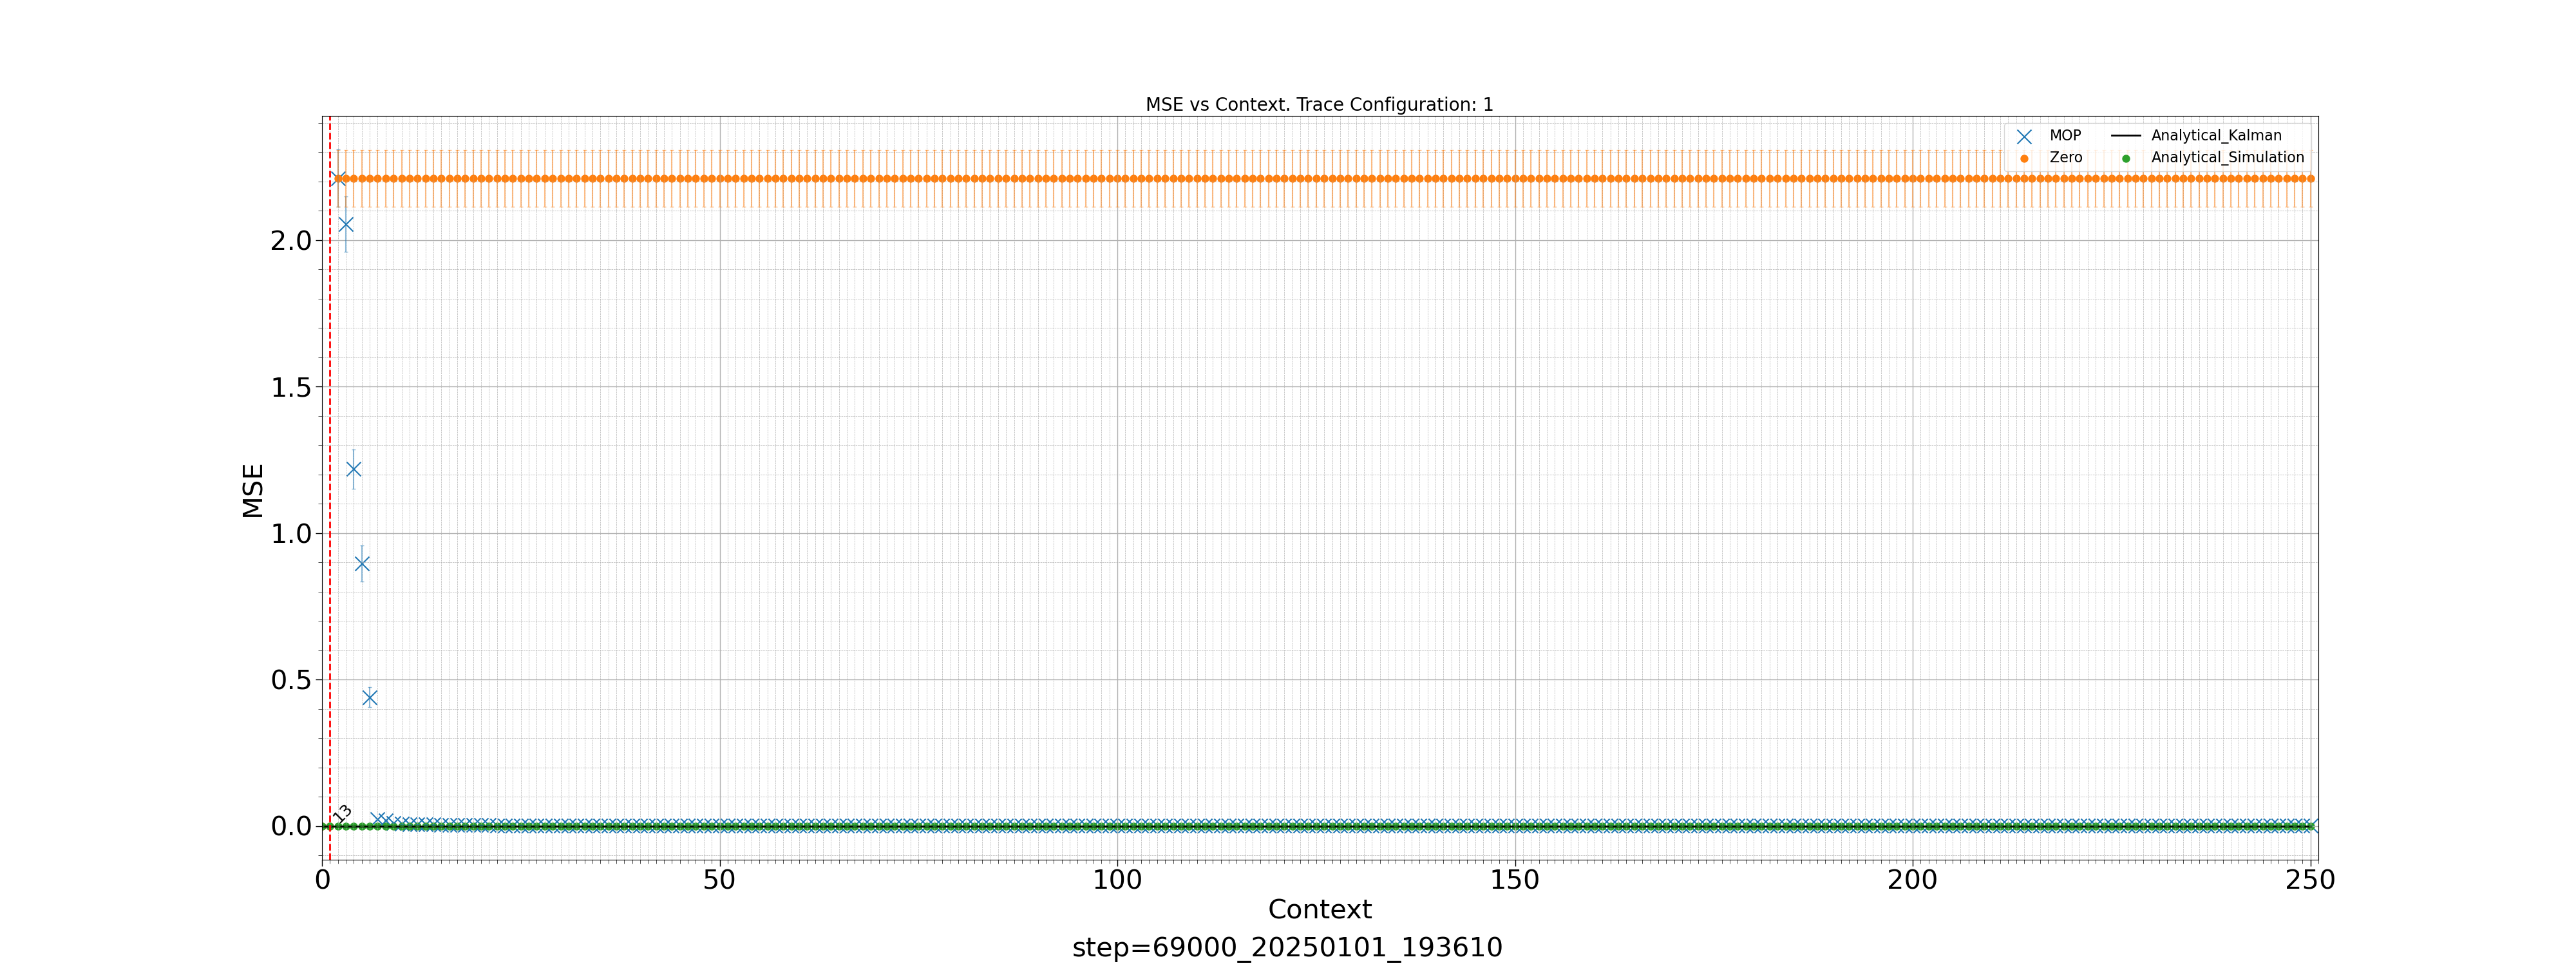 MSE vs Context. Trace Configuration: 1
MOP
Zero
Analytical_Kalman
Analytical_Simulation
MSE
2.0
1.5
1.0
0.5
0.0
13
0
50
100
150
200
250
Context
step=69000_20250101_193610